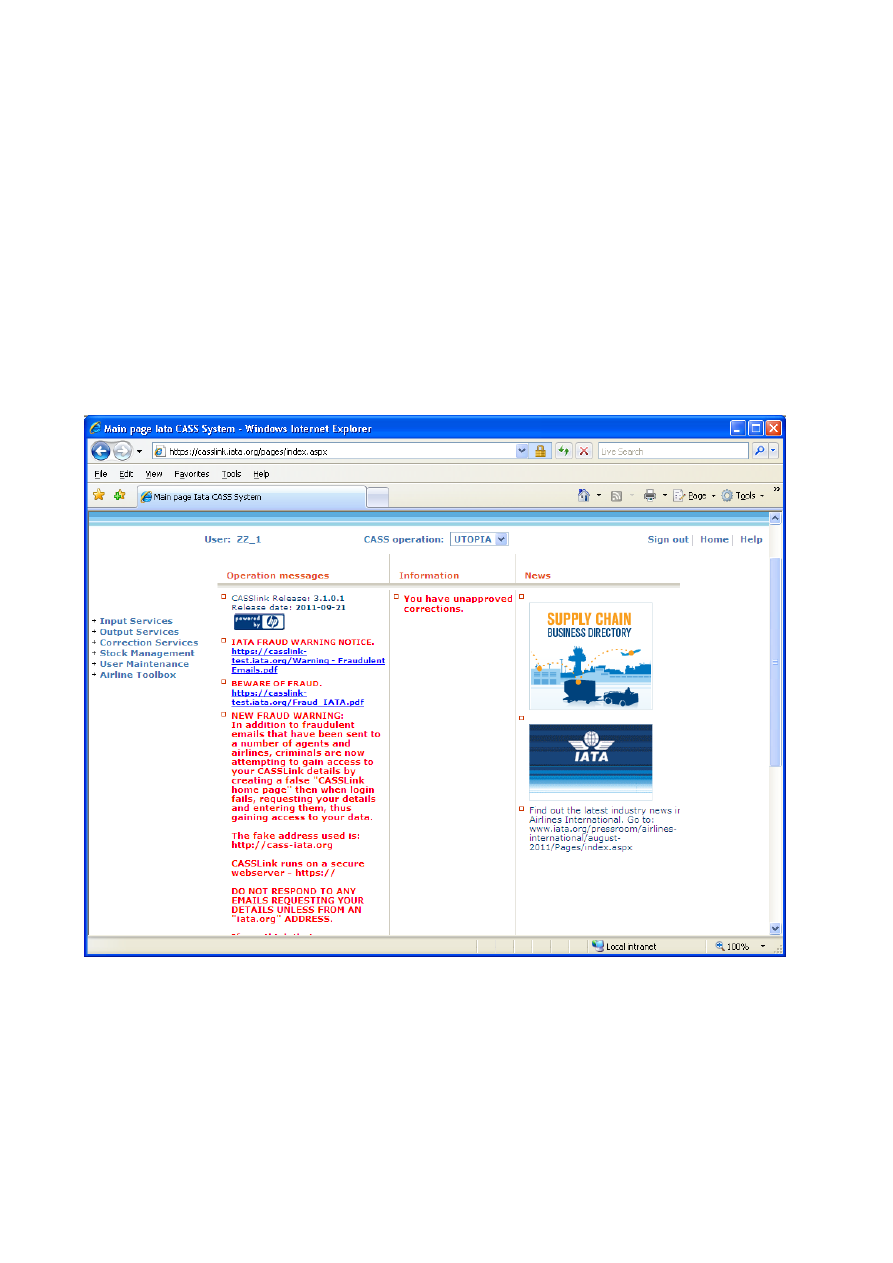 Main page Iata CASS System - Windows Internet Explorer
https://casslink.iata.org/pages/index.aspx
Live Search
File Edit View Favorites Tools Help
Main page Iata CASS System
Page Tools »
User: ZZ_1 CASS operation: UTOPIA Sign out Home Help
+ Input Services
+ Output Services
+ Correction Services
+ Stock Management
+ User Maintenance
+ Airline Toolbox
Operation messages
CASSlink Release: 3.1.0.1
Release date: 2011-09-21
powered
by hp
IATA FRAUD WARNING NOTICE.
https://casslink-
test.iata.org/Warning - Fraudulent
Emails.pdf
BEWARE OF FRAUD.
https://casslink-
test.iata.org/Fraud_IATA.pdf
NEW FRAUD WARNING:
In addition to fraudulent
emails that have been sent to
a number of agents and
airlines, criminals are now
attempting to gain access to
your CASSLink details by
creating a false "CASSLink
home page" then when login
fails, requesting your details
and entering them, thus
gaining access to your data.
The fake address used is:
http://cass-iata.org
CASSLink runs on a secure
webserver - https://
DO NOT RESPOND TO ANY
EMAILS REQUESTING YOUR
DETAILS UNLESS FROM AN
"iata.org" ADDRESS.
Information
You have unapproved
corrections.
News
SUPPLY CHAIN
BUSINESS DIRECTORY
IATA
Find out the latest industry news in
Airlines International. Go to:
www.iata.org/pressroom/airlines-
international/august-
2011/Pages/index.aspx
Local intranet 100%